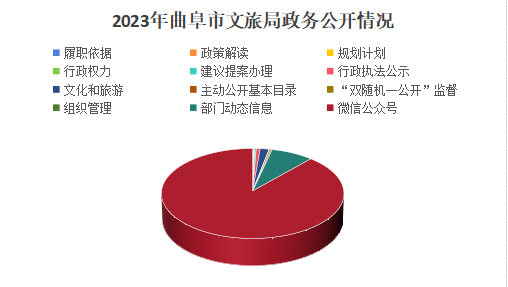 2023年曲阜市文旅局政务公开情况
履职依据 政策解读 规划计划
行政权力 建议提案办理 行政执法公示
文化和旅游 主动公开基本目录 “双随机一公开”监督
组织管理 部门动态信息 微信公众号